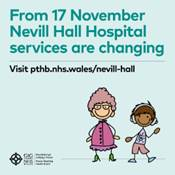 From 17 November
Nevill Hall Hospital
services are changing
Visit pthb.nhs.wales/nevill-hall